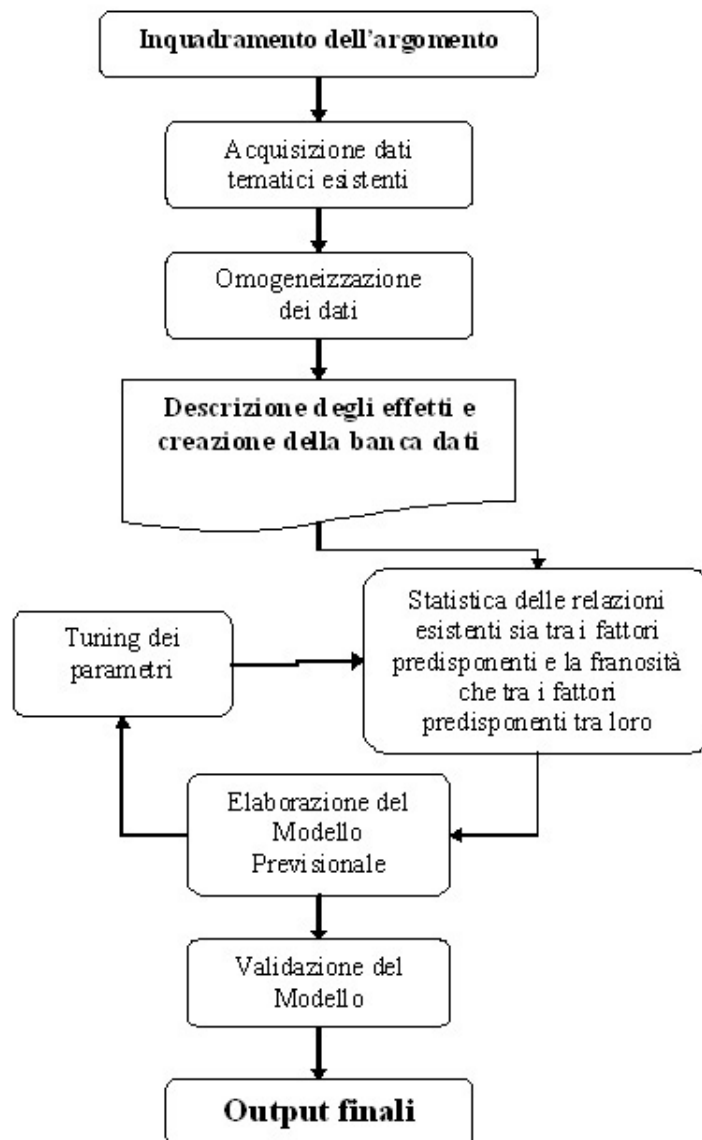 Inquadramento dell'argomento
Acquisizione dati
tematici esistenti
Omogeneizzazione
dei dati
Descrizione degli effetti e
creazione della banca dati
Statistica delle relazioni
esistenti sia tra i fattori
predisponenti e la franosità
che tra i fattori
predisponenti tra loro
Tuning dei
parametri
Elaborazione del
Modello
Previsionale
Validazione del
Modello
Output finali